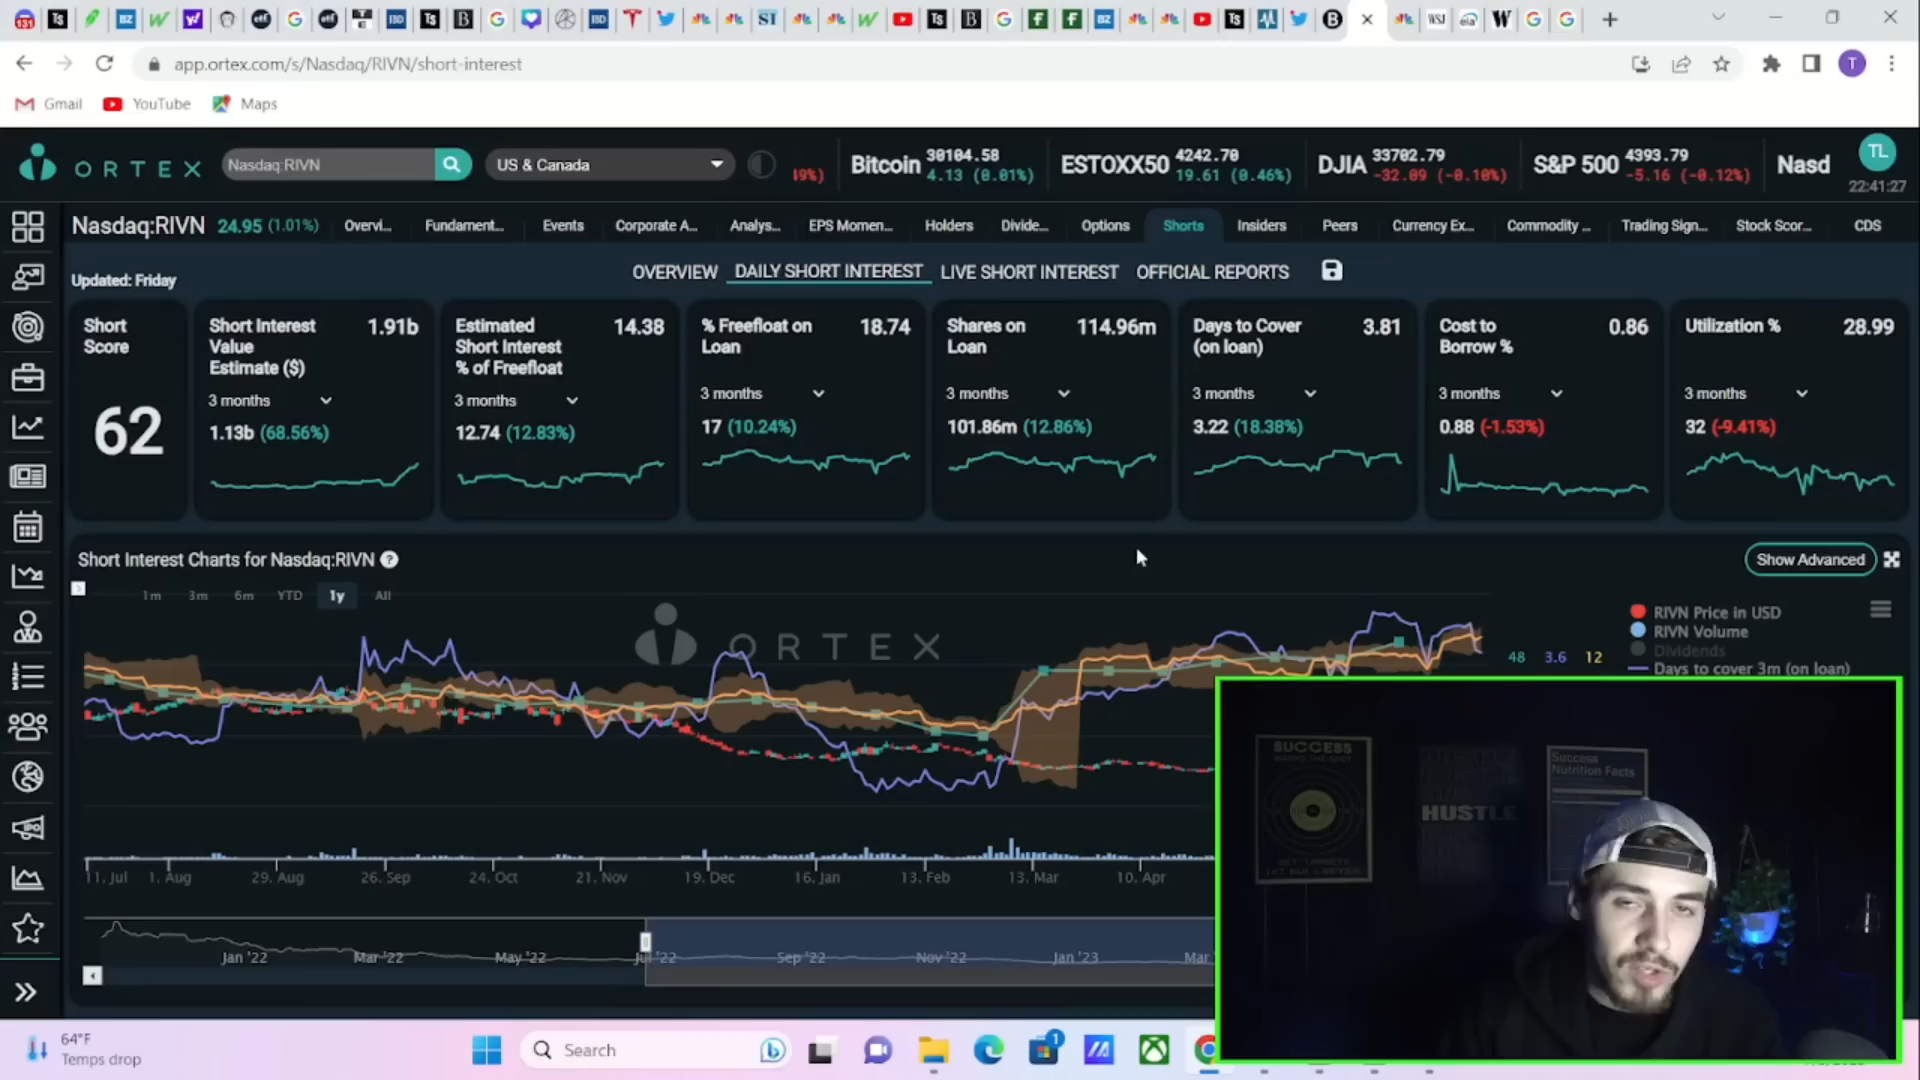 app.ortex.com/s/Nasdaq/RIVN/short-interest
Gmail YouTube Maps
ORTEX
Nasdaq:RIVN
US & Canada
Bitcoin 30104.58 4.13 (0.01%)
ESTOXX50 4242.70 19.61 (0.46%)
DJIA 33702.79 -32.09 (-0.10%)
S&P 500 4393.79 -5.16 (-0.12%)
Nasd
TL
22:41:27
Nasdaq:RIVN 24.95 (1.01%) Overvi... Fundament... Events Corporate A... Analys... EPS Momen... Holders Divide... Options Shorts Insiders Peers Currency Ex... Commodity ... Trading Sign... Stock Scor... CDS
Updated: Friday
OVERVIEW DAILY SHORT INTEREST LIVE SHORT INTEREST OFFICIAL REPORTS
Short
Score
62
Short Interest
Value
Estimate ($)
1.91b
3 months
1.13b (68.56%)
Estimated
Short Interest
% of Freefloat
14.38
3 months
12.74 (12.83%)
% Freefloat on
Loan
18.74
3 months
17 (10.24%)
Shares on
Loan
114.96m
3 months
101.86m (12.86%)
Days to Cover
(on loan)
3.81
3 months
3.22 (18.38%)
Cost to
Borrow %
0.86
3 months
0.88 (-1.53%)
Utilization %
28.99
3 months
32 (-9.41%)
Short Interest Charts for Nasdaq:RIVN
Show Advanced
1m 3m 6m YTD 1y All
ORTEX
48 3.6 12
RIVN Price in USD
RIVN Volume
Dividends
Days to cover 3m (on loan)
11. Jul 1. Aug 29. Aug 26. Sep 24. Oct 21. Nov 19. Dec 16. Jan 13. Feb 13. Mar 10. Apr
Jan '22 Mar '22 May '22 Jul '22 Sep '22 Nov '22 Jan '23
SUCCESS
HUSTLE
Success
Nutrition Facts
64°F
Temps drop
Search